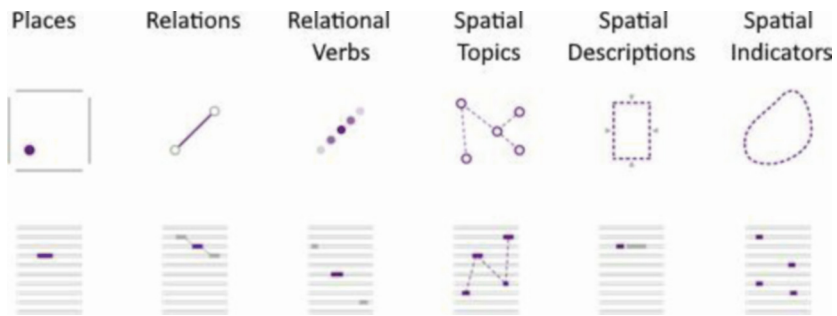 Places
Relations
Relational
Verbs
Spatial
Topics
Spatial
Descriptions
Spatial
Indicators